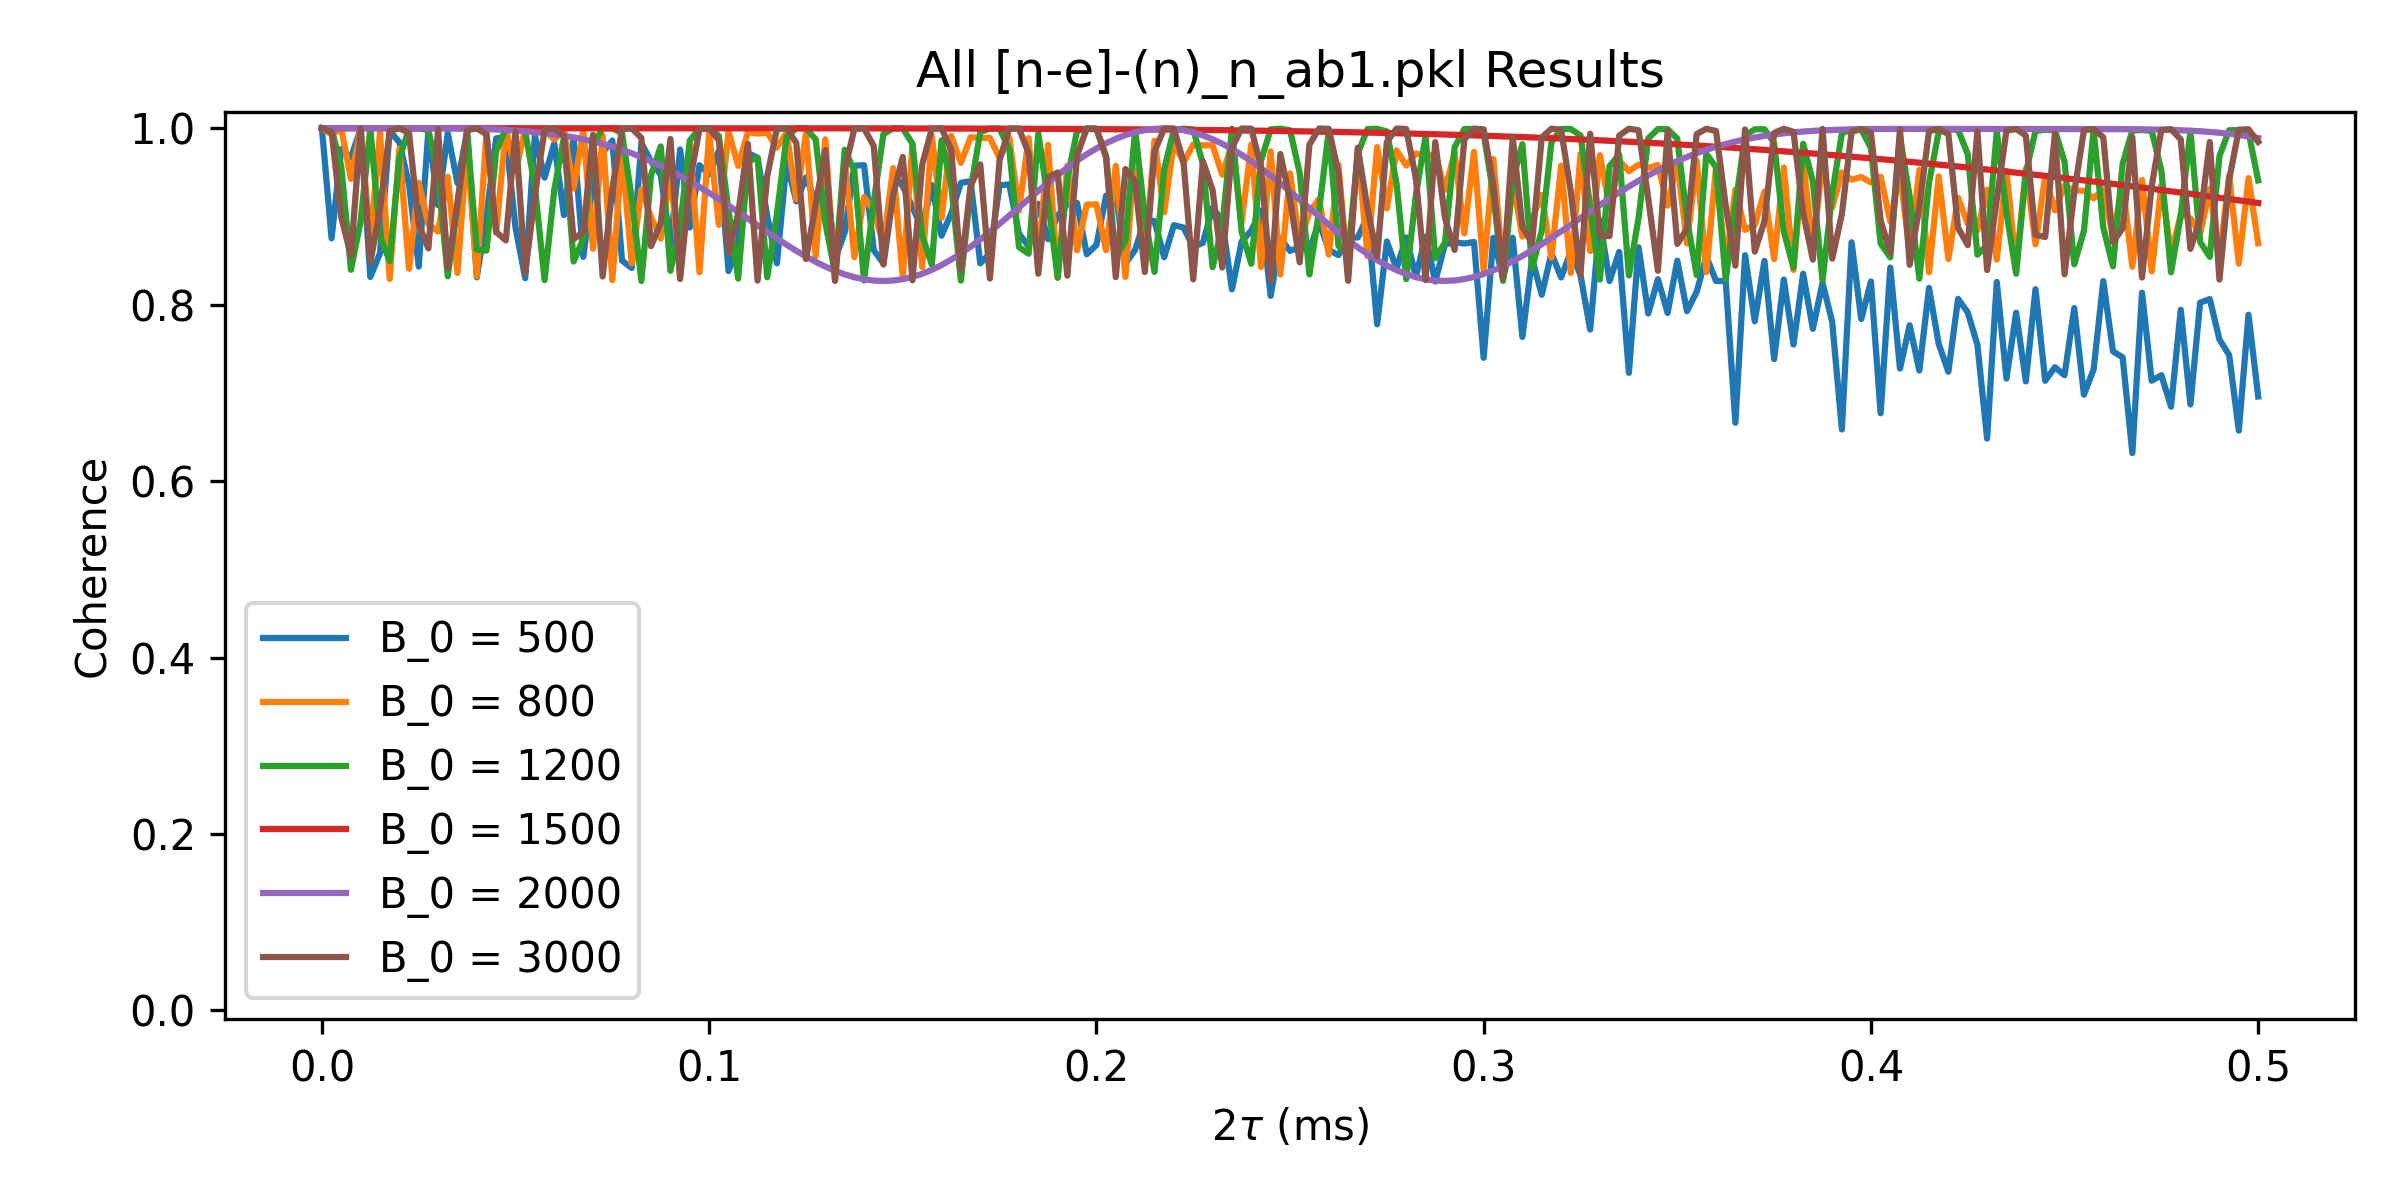 All [n-e]-(n)_n_ab1.pkl Results
1.0
0.8
0.6
0.4
0.2
0.0
Coherence
B_0 = 500
B_0 = 800
B_0 = 1200
B_0 = 1500
B_0 = 2000
B_0 = 3000
0.0 0.1 0.2 0.3 0.4 0.5
2τ (ms)